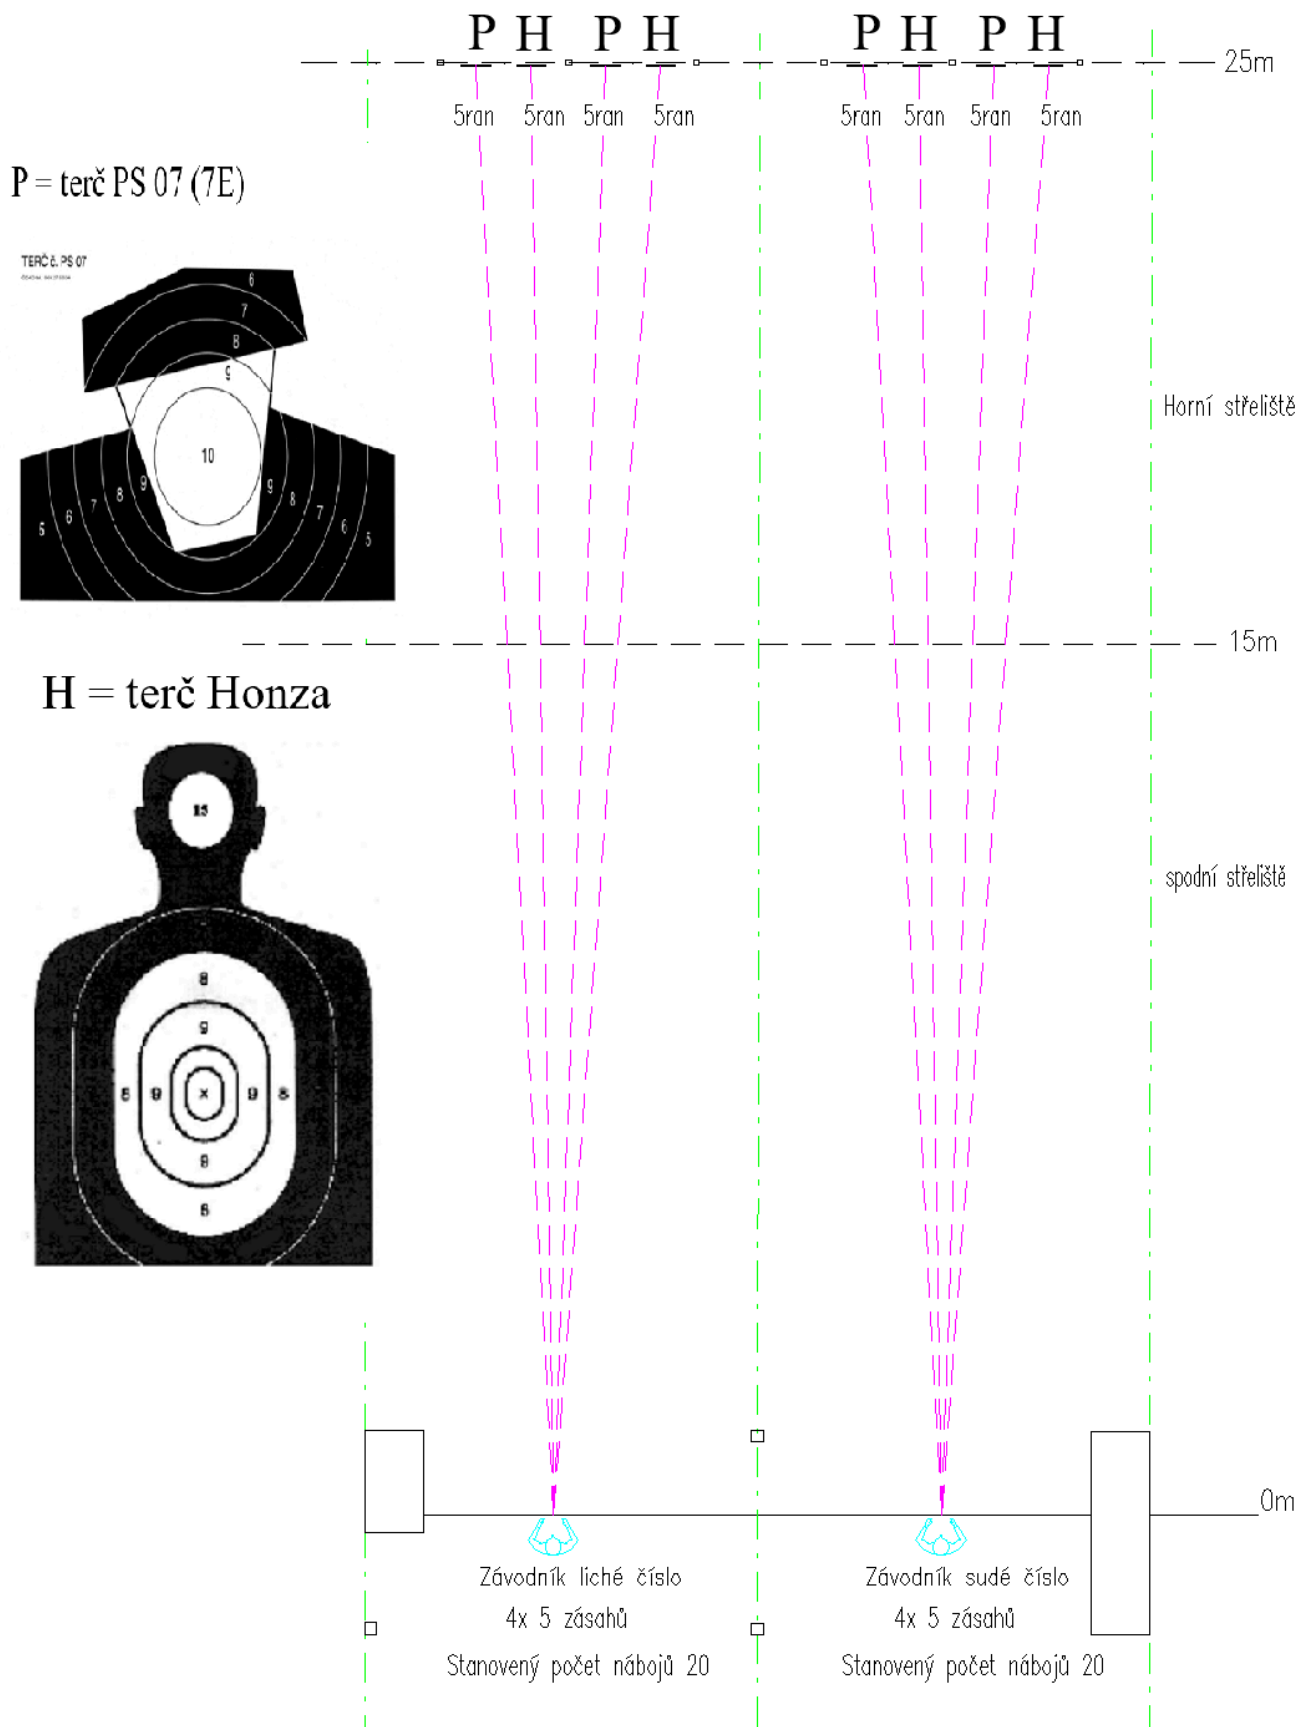 P H P H P H P H
25m
5ran 5ran 5ran 5ran 5ran 5ran 5ran 5ran
P = terč PS 07 (7E)
TERČ č. PS 07
6
7
8
9
10
9 9
8 8
7 7
6 6
5 5
Horní střeliště
15m
H = terč Honza
spodní střeliště
8
9
8 9 x 9 8
9
8
0m
Závodník liché číslo
4x 5 zásahů
Stanovený počet nábojů 20
Závodník sudé číslo
4x 5 zásahů
Stanovený počet nábojů 20